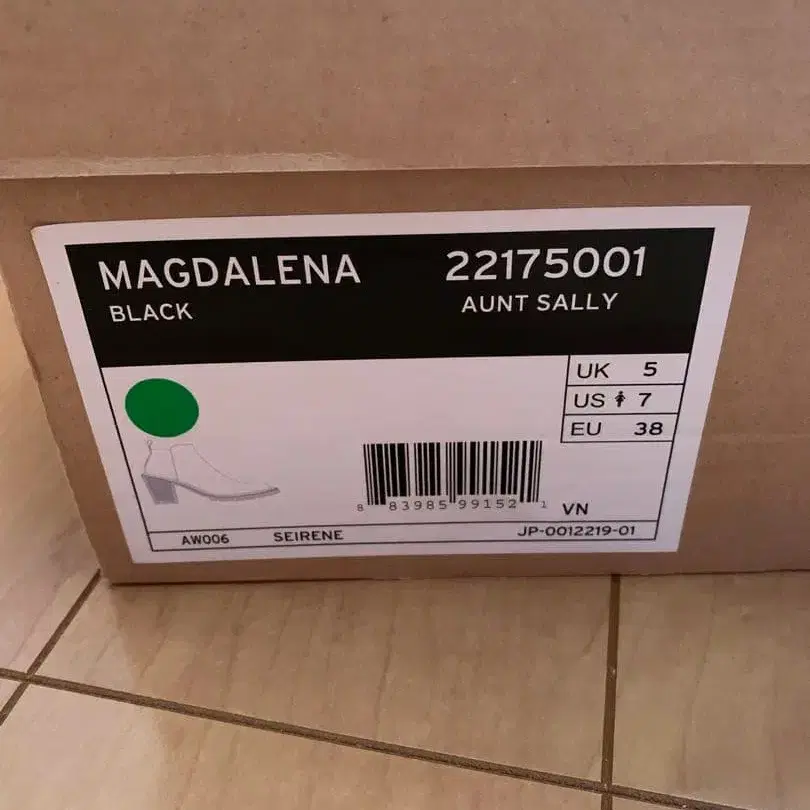 MAGDALENA 22175001
BLACK AUNT SALLY
UK 5
US 7
EU 38
8 83985 99152 1 VN
AW006 SEIRENE JP-0012219-01